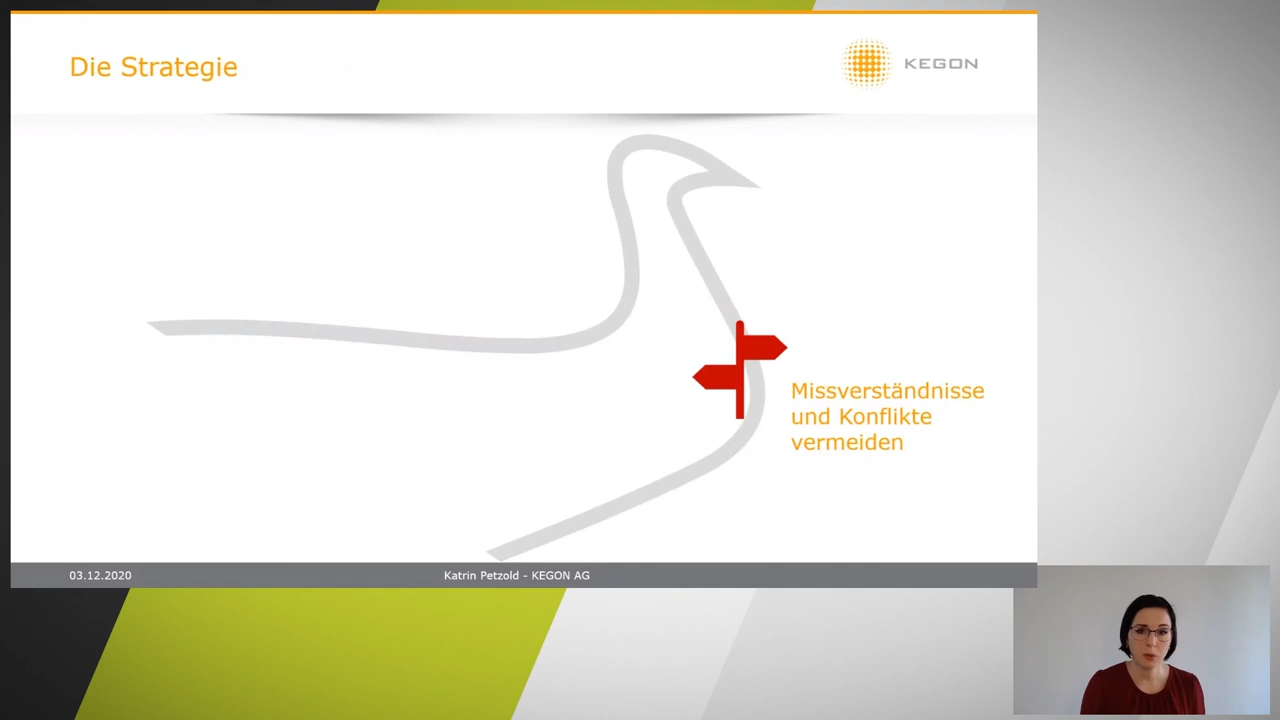 Die Strategie
KEGON
Missverständnisse
und Konflikte
vermeiden
03.12.2020
Katrin Petzold - KEGON AG